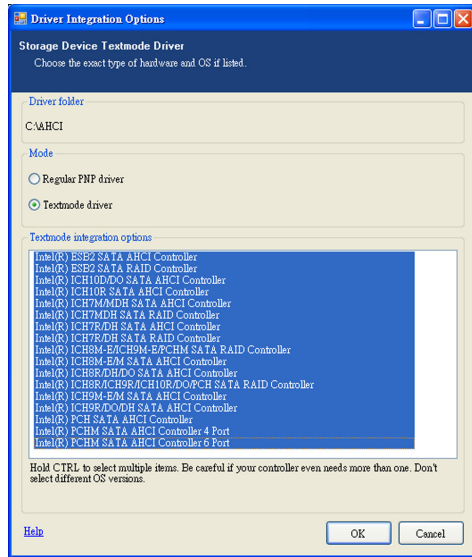 Driver Integration Options
Storage Device Textmode Driver
Choose the exact type of hardware and OS if listed.
Driver folder
C:\AHCI
Mode
Regular PNP driver
Textmode driver
Textmode integration options
Intel(R) ESB2 SATA AHCI Controller
Intel(R) ESB2 SATA RAID Controller
Intel(R) ICH10D/DO SATA AHCI Controller
Intel(R) ICH10R SATA AHCI Controller
Intel(R) ICH7M/MDH SATA AHCI Controller
Intel(R) ICH7MDH SATA RAID Controller
Intel(R) ICH7R/DH SATA AHCI Controller
Intel(R) ICH7R/DH SATA RAID Controller
Intel(R) ICH8M-E/ICH9M-E/PCHM SATA RAID Controller
Intel(R) ICH8M-E/M SATA AHCI Controller
Intel(R) ICH8R/DH/DO SATA AHCI Controller
Intel(R) ICH8R/ICH9R/ICH10R/DO/PCH SATA RAID Controller
Intel(R) ICH9M-E/M SATA AHCI Controller
Intel(R) ICH9R/DO/DH SATA AHCI Controller
Intel(R) PCH SATA AHCI Controller
Intel(R) PCHM SATA AHCI Controller 4 Port
Intel(R) PCHM SATA AHCI Controller 6 Port
Hold CTRL to select multiple items. Be careful if your controller even needs more than one. Don't
select different OS versions.
Help
OK
Cancel